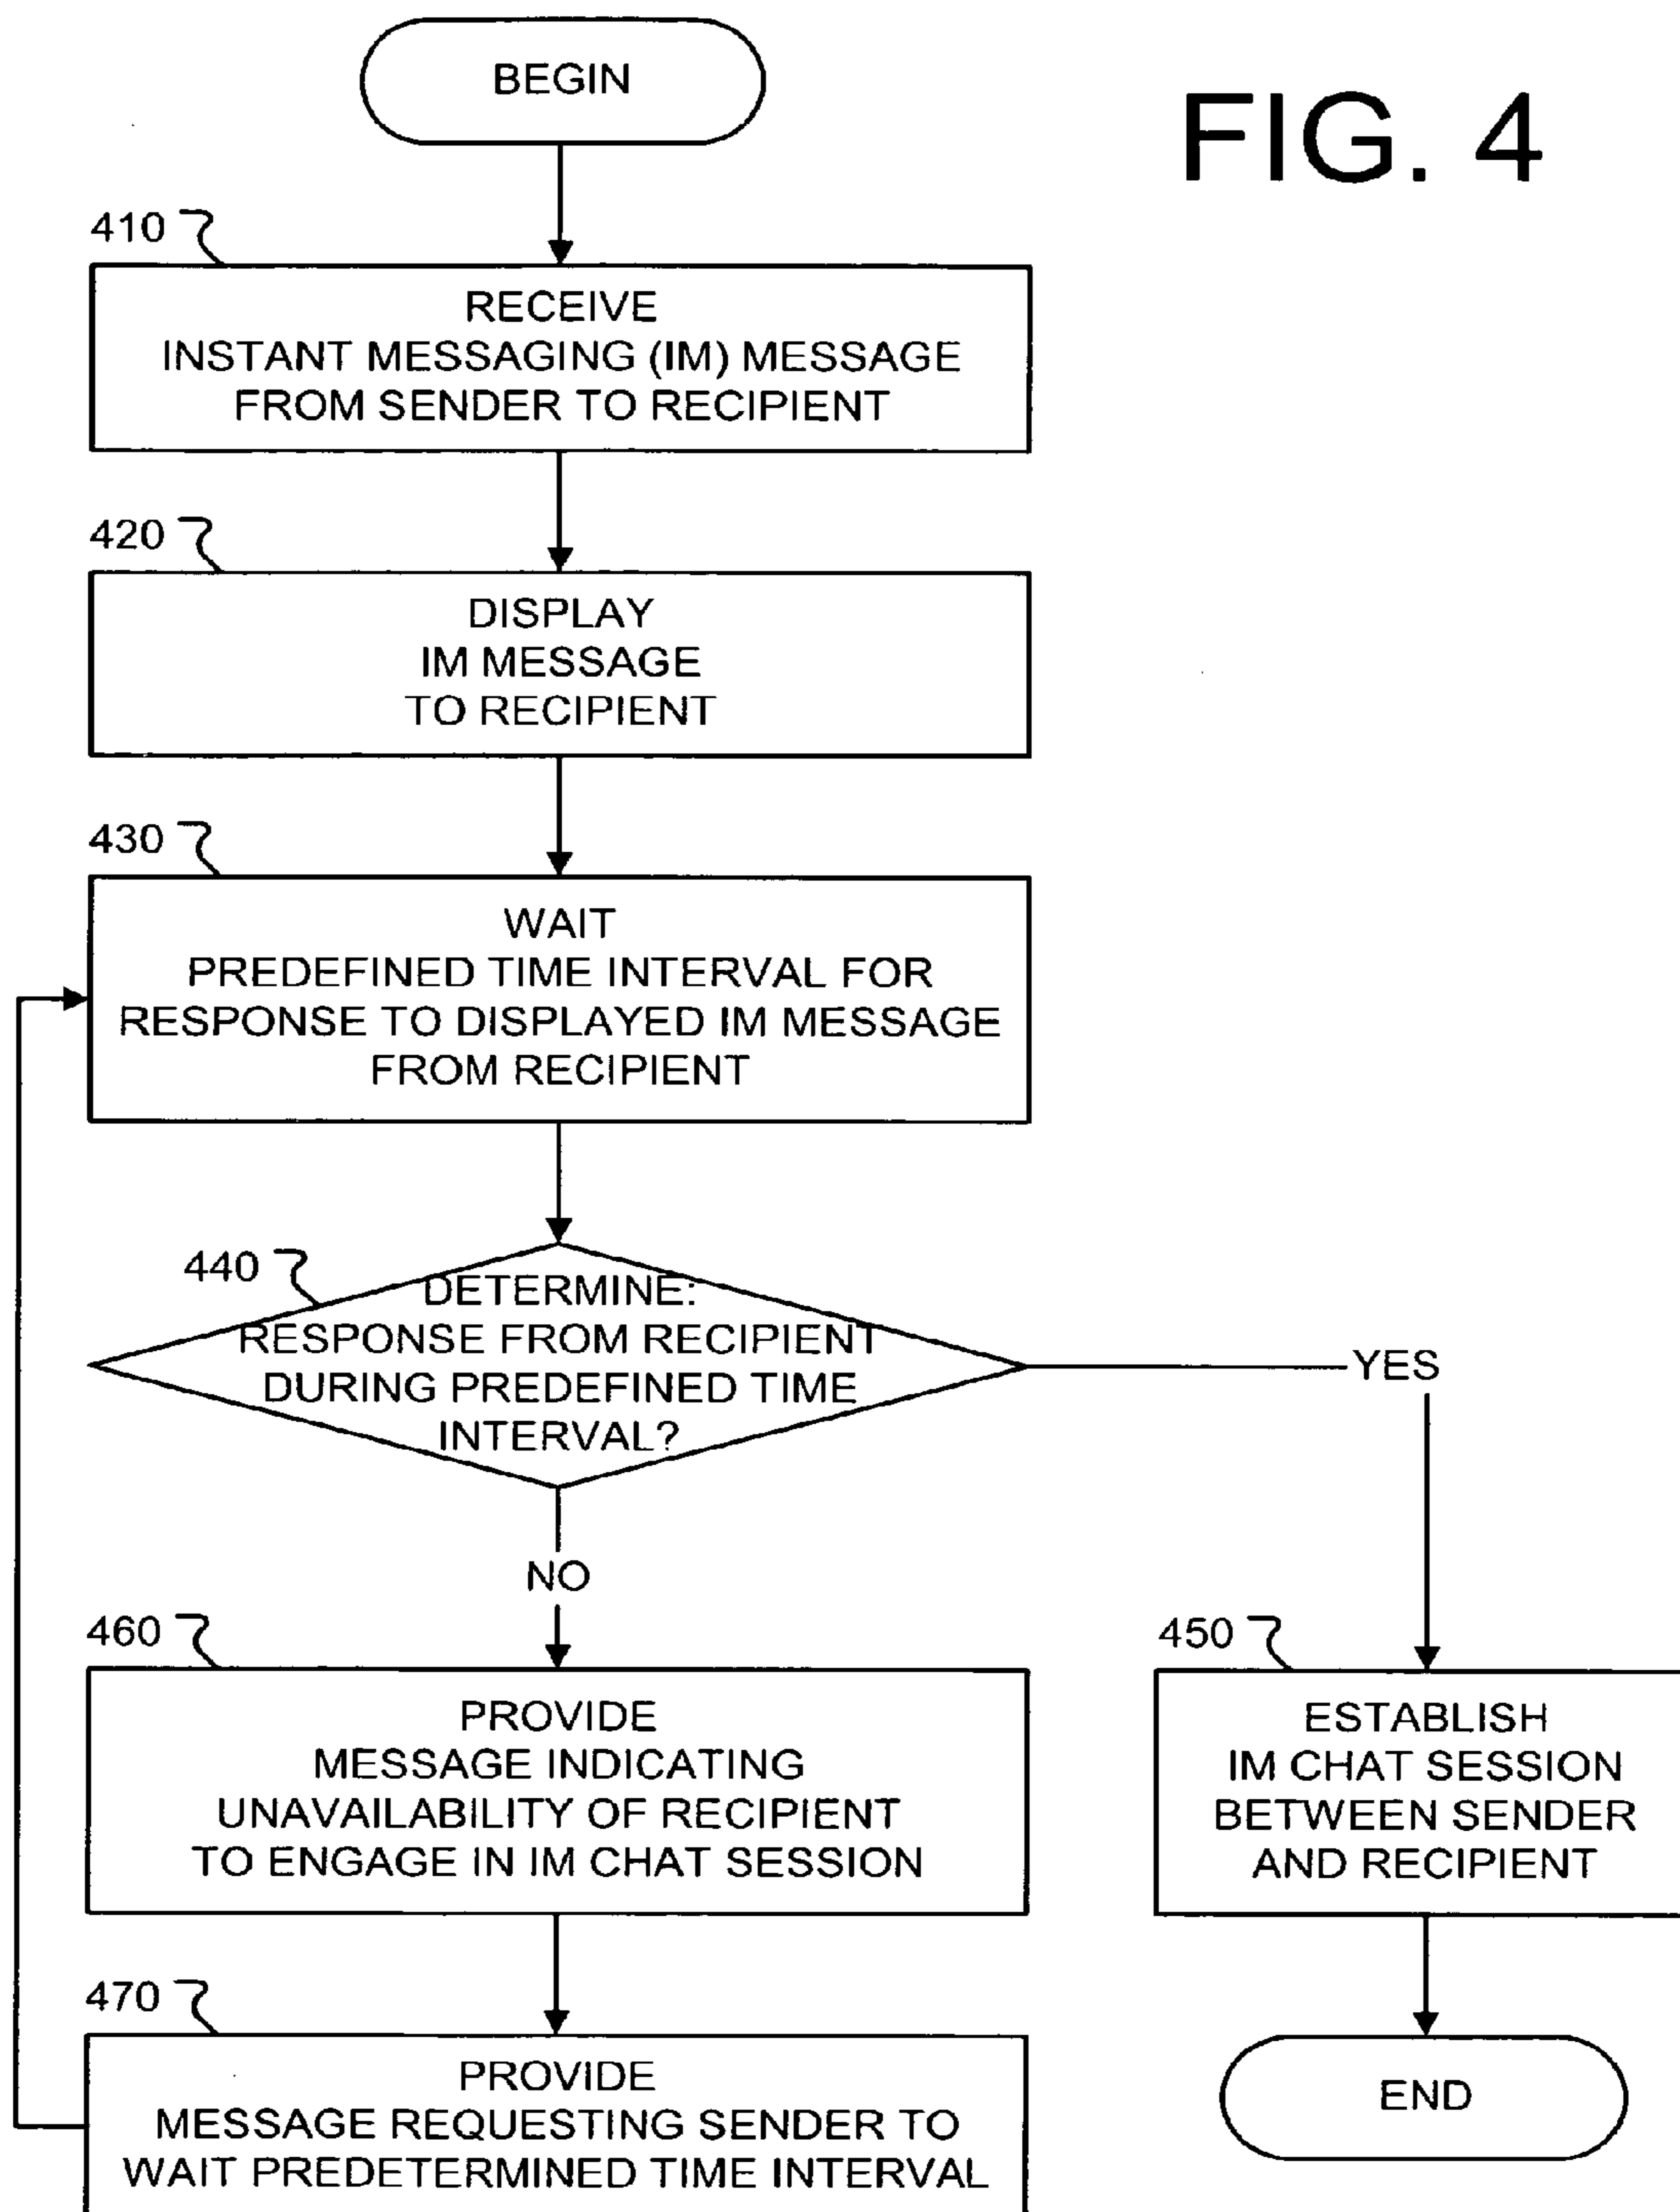 FIG. 4
BEGIN
410
RECEIVE
INSTANT MESSAGING (IM) MESSAGE
FROM SENDER TO RECIPIENT
420
DISPLAY
IM MESSAGE
TO RECIPIENT
430
WAIT
PREDEFINED TIME INTERVAL FOR
RESPONSE TO DISPLAYED IM MESSAGE
FROM RECIPIENT
440
DETERMINE:
RESPONSE FROM RECIPIENT
DURING PREDEFINED TIME
INTERVAL?
YES
NO
460
PROVIDE
MESSAGE INDICATING
UNAVAILABILITY OF RECIPIENT
TO ENGAGE IN IM CHAT SESSION
450
ESTABLISH
IM CHAT SESSION
BETWEEN SENDER
AND RECIPIENT
470
PROVIDE
MESSAGE REQUESTING SENDER TO
WAIT PREDETERMINED TIME INTERVAL
END